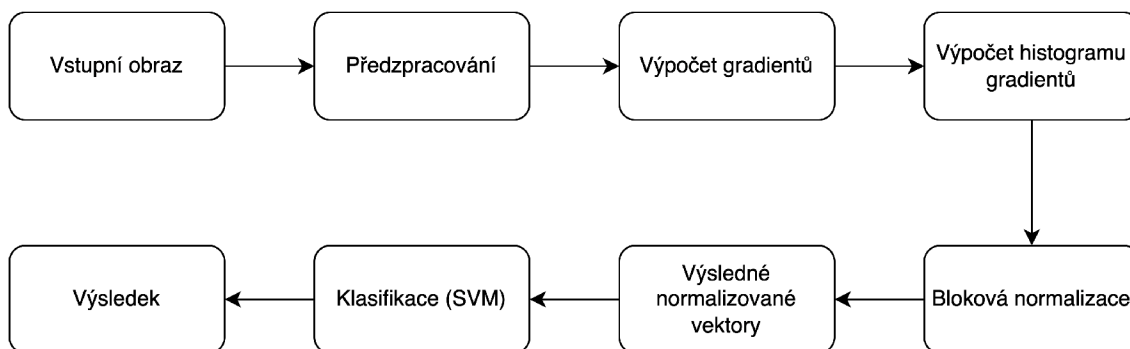 Vstupní obraz
Předzpracování
Výpočet gradientů
Výpočet histogramu
gradientů
Bloková normalizace
Výsledné
normalizované
vektory
Klasifikace (SVM)
Výsledek